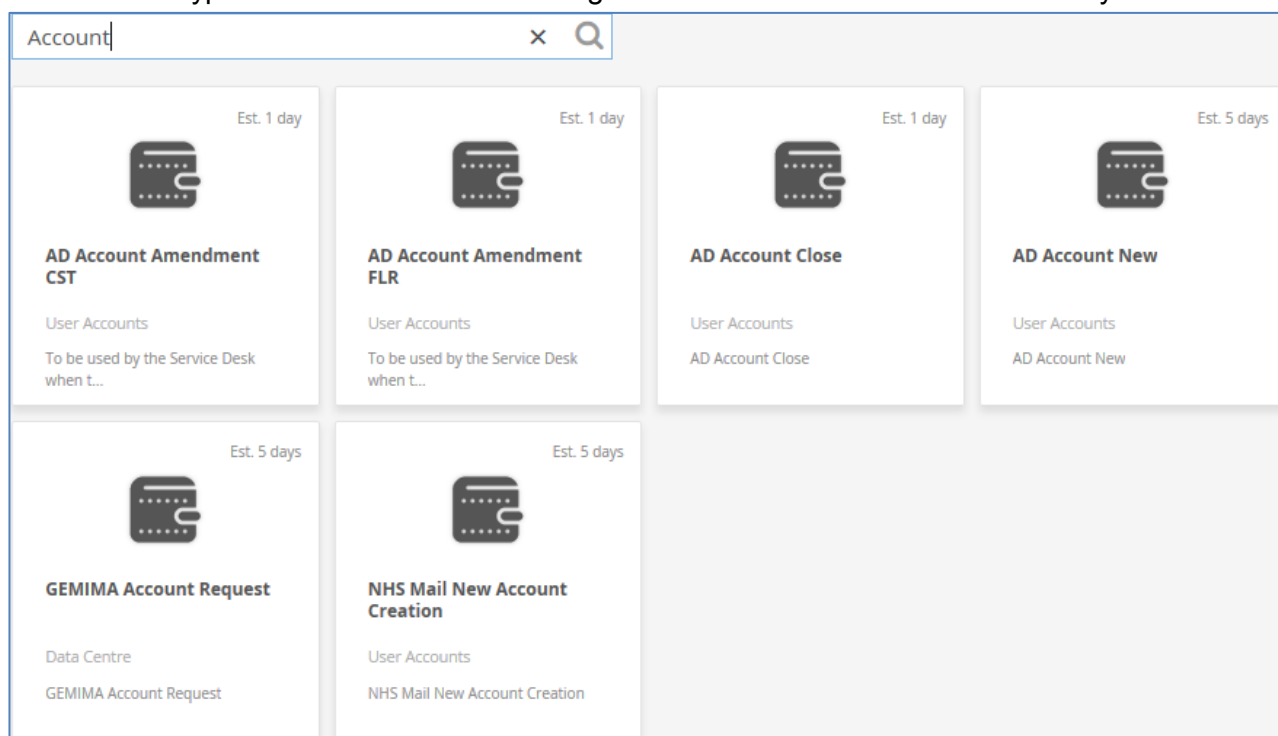 Account
Est. 1 day
AD Account Amendment
CST
User Accounts
To be used by the Service Desk
when t...
Est. 1 day
AD Account Amendment
FLR
User Accounts
To be used by the Service Desk
when t...
Est. 1 day
AD Account Close
User Accounts
AD Account Close
Est. 5 days
AD Account New
User Accounts
AD Account New
Est. 5 days
GEMIMA Account Request
Data Centre
GEMIMA Account Request
Est. 5 days
NHS Mail New Account
Creation
User Accounts
NHS Mail New Account Creation